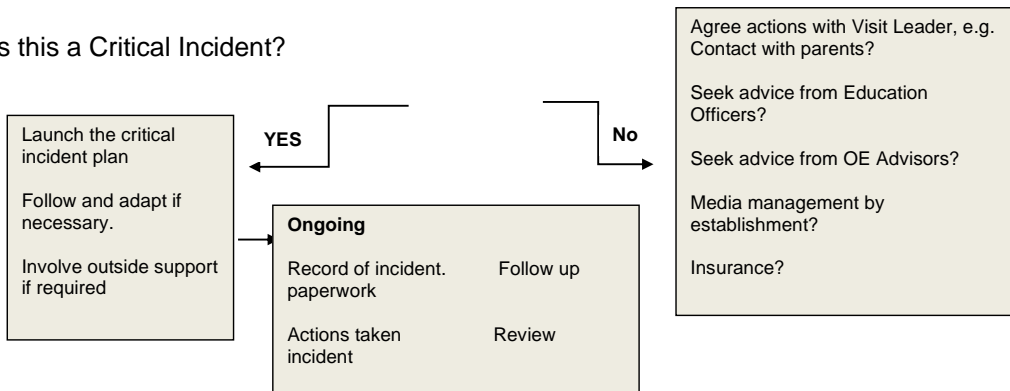 s this a Critical Incident?
YES
No
Launch the critical
incident plan
Follow and adapt if
necessary.
Involve outside support
if required
Ongoing
Record of incident. Follow up
paperwork
Actions taken Review
incident
Agree actions with Visit Leader, e.g.
Contact with parents?
Seek advice from Education
Officers?
Seek advice from OE Advisors?
Media management by
establishment?
Insurance?